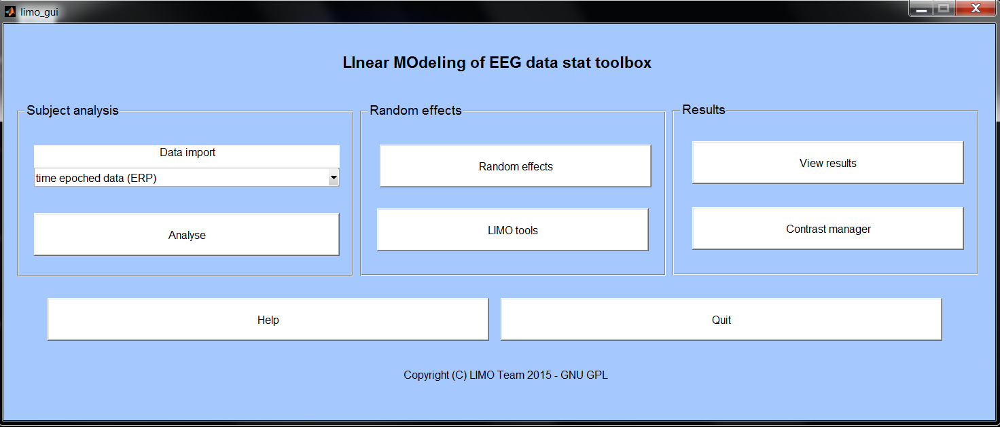 limo_gui
LInear MOdeling of EEG data stat toolbox
Subject analysis
Data import
time epoched data (ERP)
Analyse
Random effects
Random effects
LIMO tools
Results
View results
Contrast manager
Help
Quit
Copyright (C) LIMO Team 2015 - GNU GPL